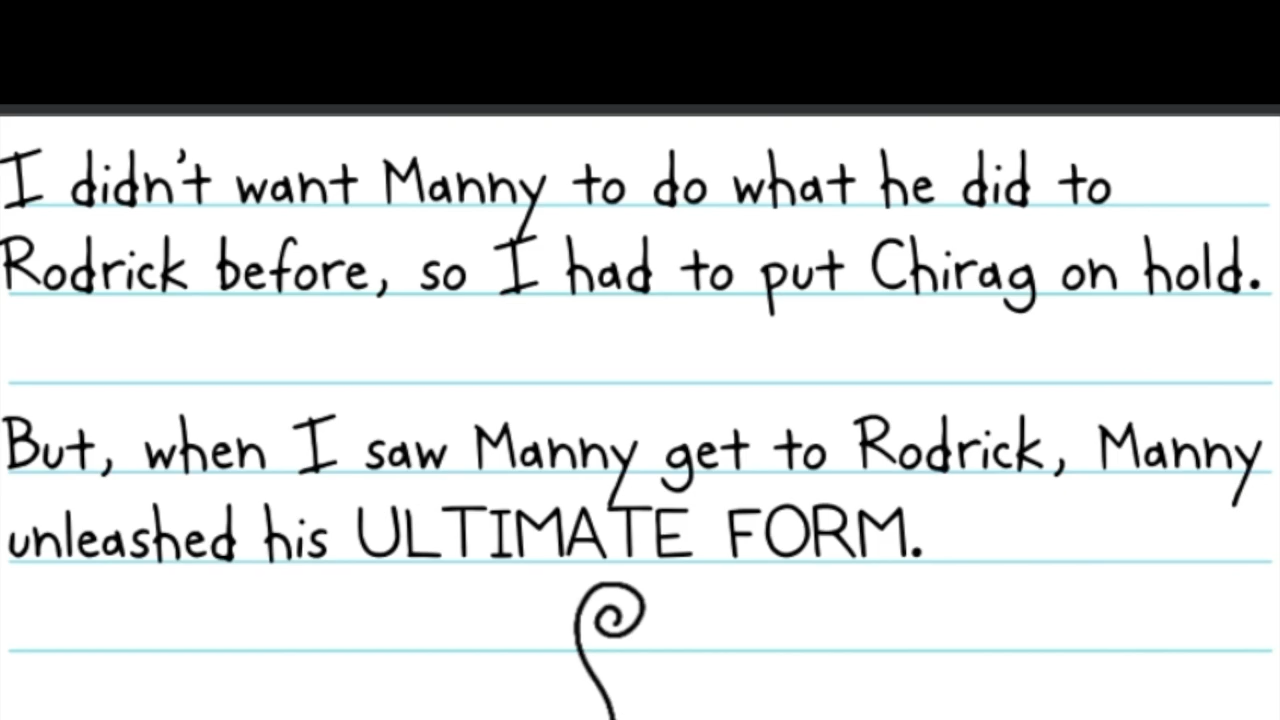 I didn't want Manny to do what he did to
Rodrick before, so I had to put Chirag on hold.
But, when I saw Manny get to Rodrick, Manny
unleashed his ULTIMATE FORM.